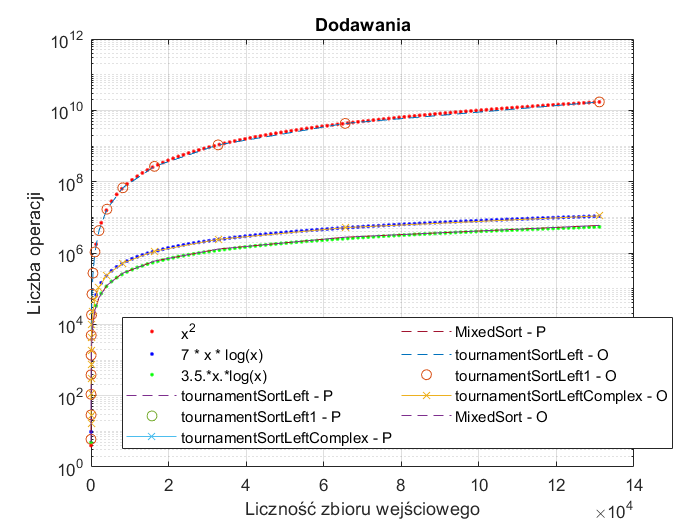 Dodawania
Liczba operacji
10^12
10^10
10^8
10^6
10^4
10^2
10^0
x^2
7 * x * log(x)
3.5.*x.*log(x)
tournamentSortLeft - P
tournamentSortLeft1 - P
tournamentSortLeftComplex - P
MixedSort - P
tournamentSortLeft - O
tournamentSortLeft1 - O
tournamentSortLeftComplex - O
MixedSort - O
0 2 4 6 8 10 12 14
Liczność zbioru wejściowego
×10^4